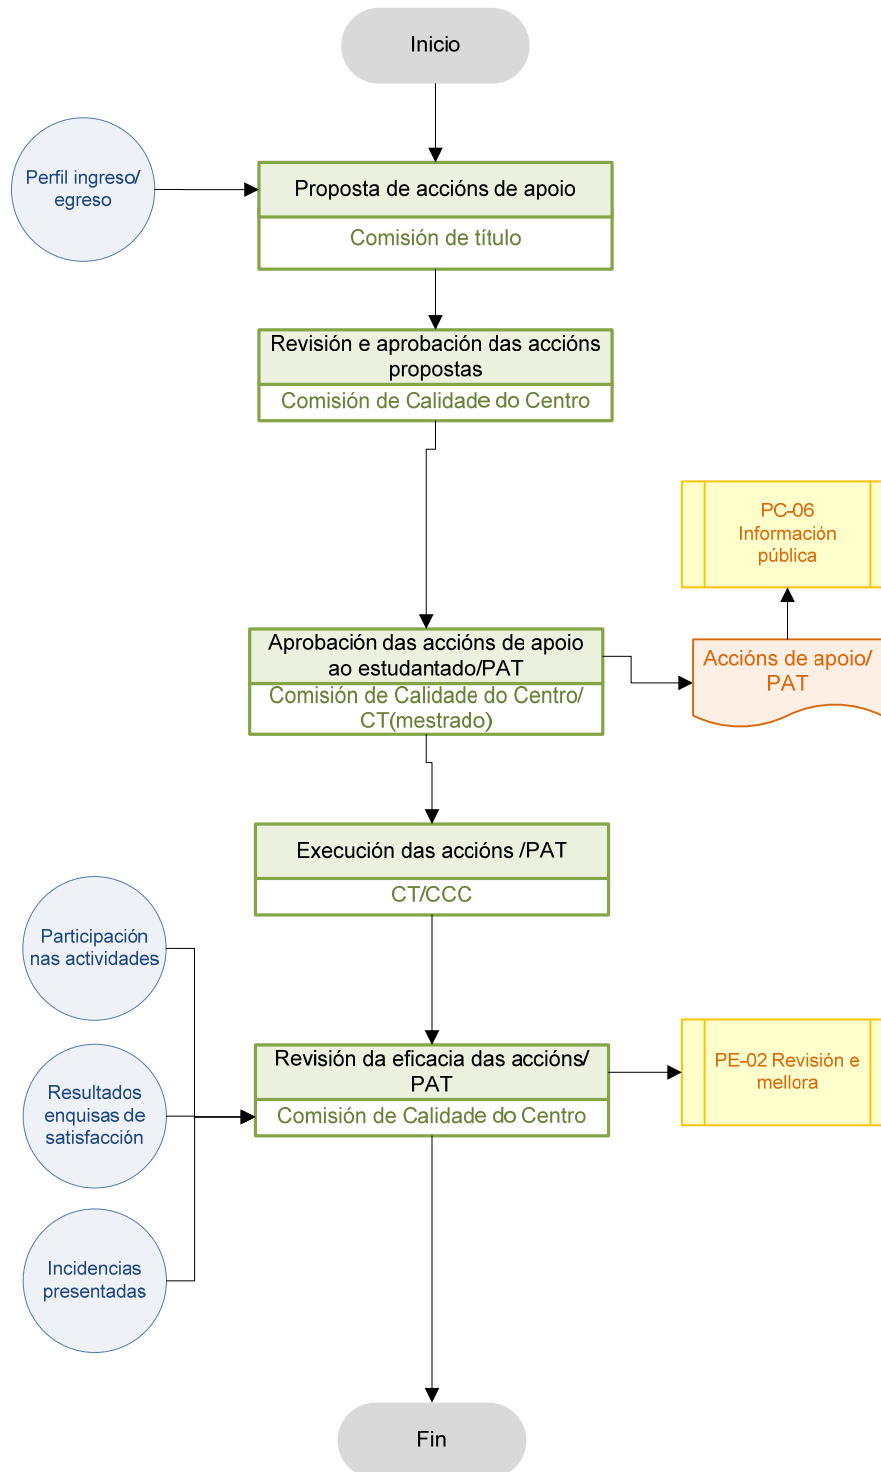 Inicio
Perfil ingreso/
egreso
Proposta de accións de apoio
Comisión de título
Revisión e aprobación das accións
propostas
Comisión de Calidade do Centro
PC-06
Información
pública
Aprobación das accións de apoio
ao estudantado/PAT
Comisión de Calidade do Centro/
CT(mestrado)
Accións de apoio/
PAT
Execución das accións /PAT
CT/CCC
Participación
nas actividades
Revisión da eficacia das accións/
PAT
Comisión de Calidade do Centro
PE-02 Revisión e
mellora
Resultados
enquisas de
satisfacción
Incidencias
presentadas
Fin